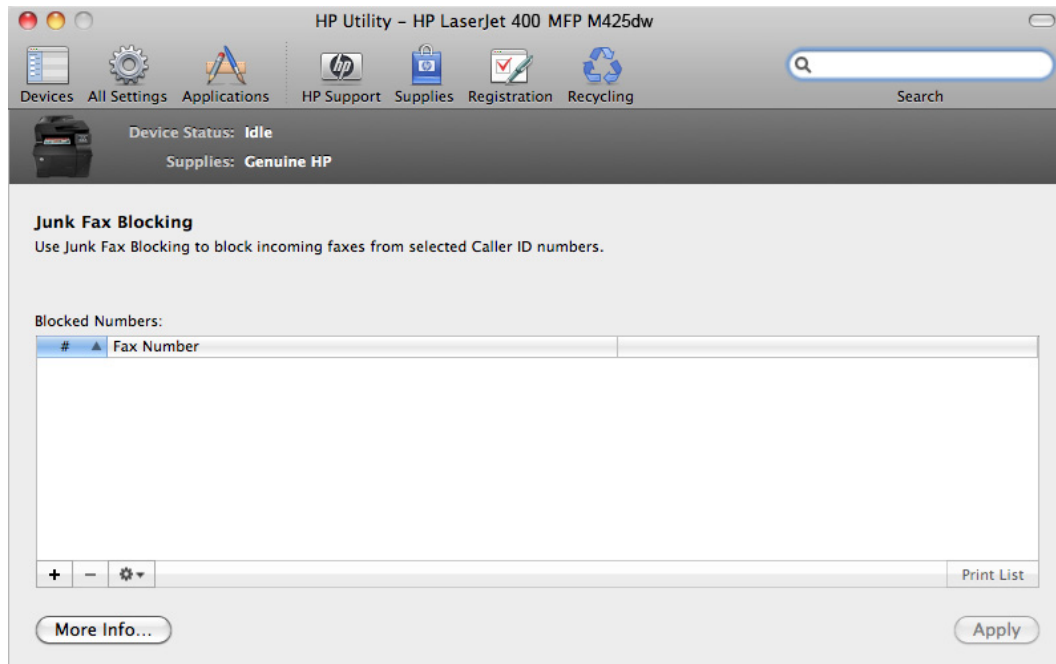 HP Utility – HP LaserJet 400 MFP M425dw
Devices All Settings Applications HP Support Supplies Registration Recycling Search
Device Status: Idle
Supplies: Genuine HP
Junk Fax Blocking
Use Junk Fax Blocking to block incoming faxes from selected Caller ID numbers.
Blocked Numbers:
# Fax Number
+ − Print List
More Info... Apply